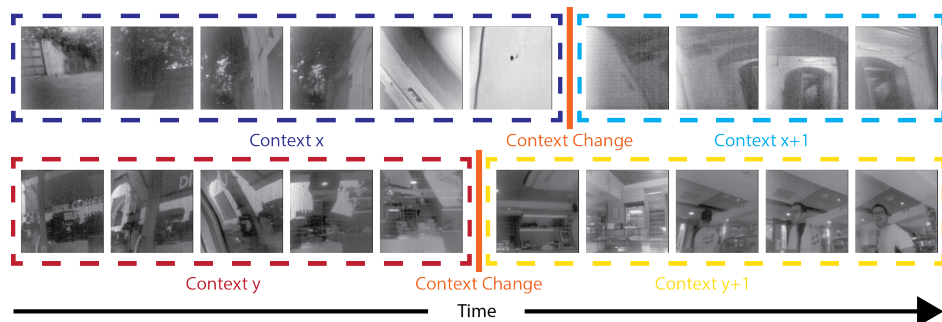 Context x
Context Change
Context x+1
Context y
Context Change
Context y+1
Time